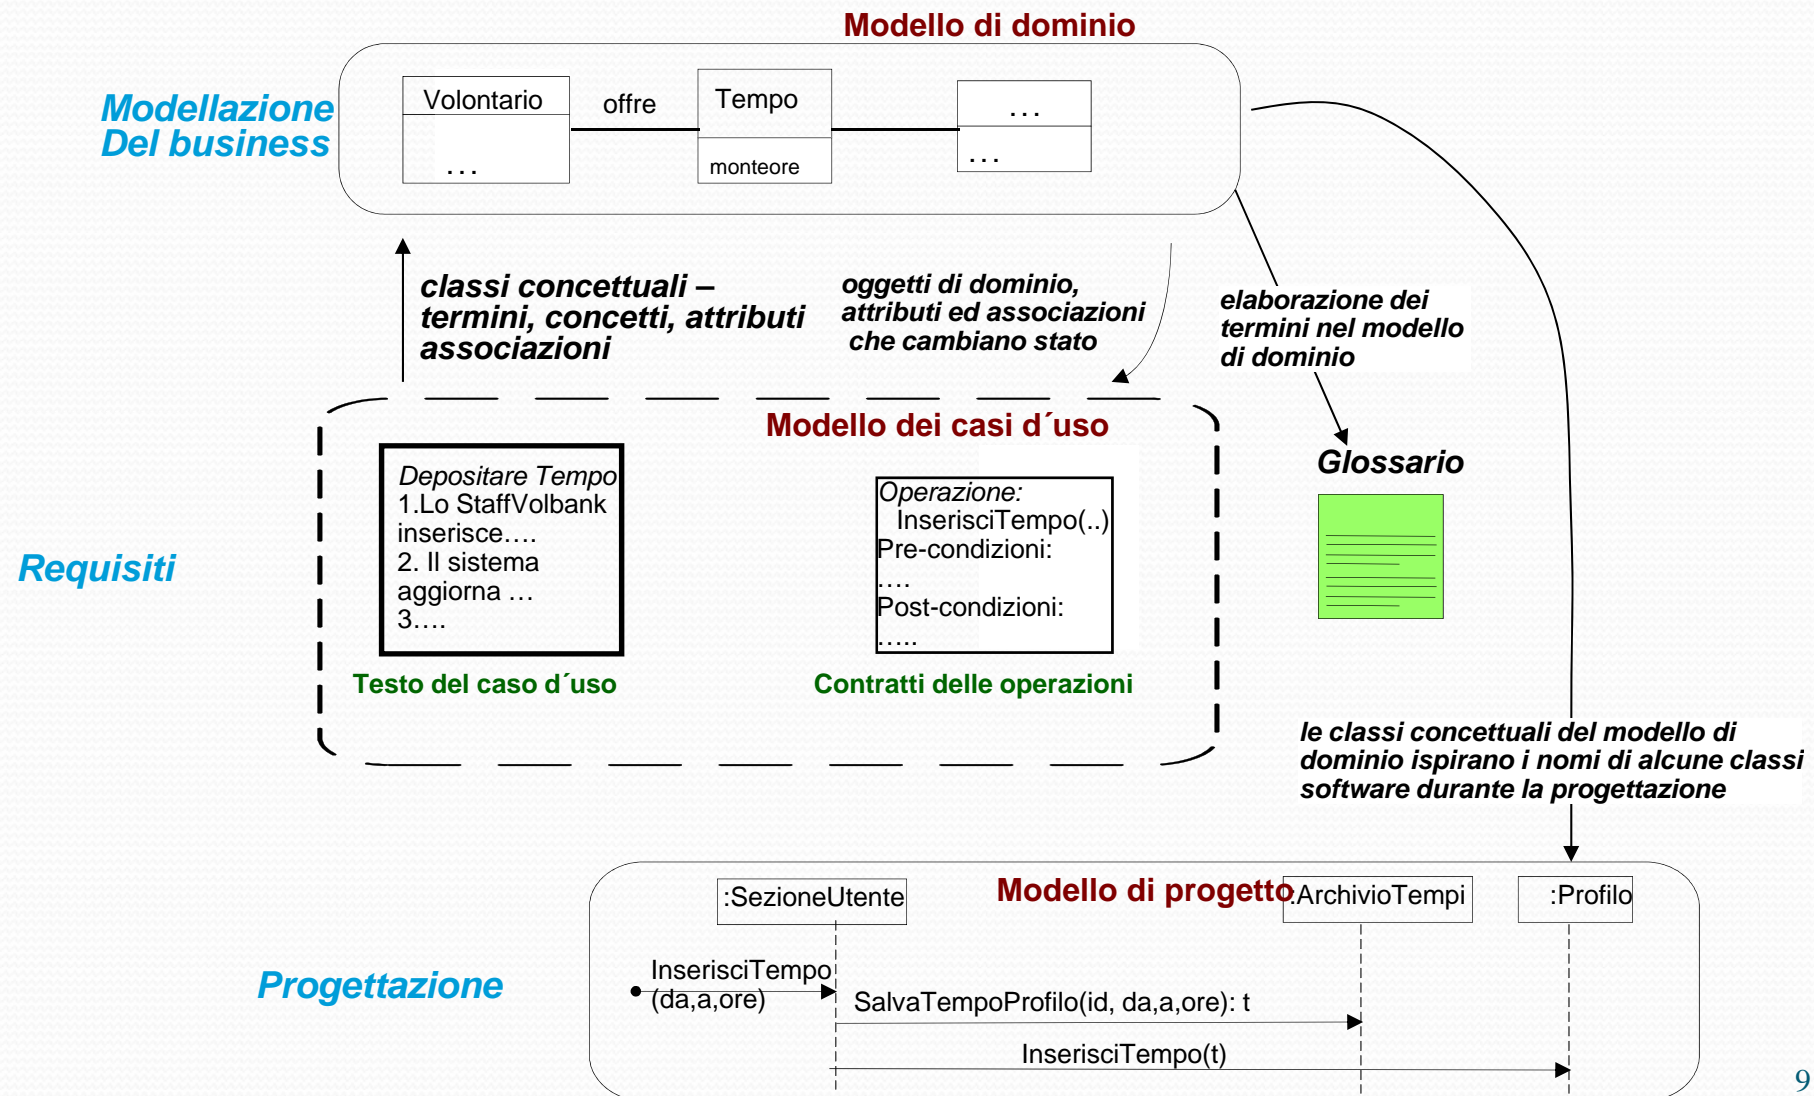 Modello di dominio
Modellazione
Del business
Volontario
...
offre
Tempo
monteore
...
...
classi concettuali –
termini, concetti, attributi
associazioni
oggetti di dominio,
attributi ed associazioni
che cambiano stato
elaborazione dei
termini nel modello
di dominio
Modello dei casi d´uso
Glossario
Requisiti
Depositare Tempo
1.Lo StaffVolbank
inserisce….
2. Il sistema
aggiorna …
3….
Operazione:
InserisciTempo(..)
Pre-condizioni:
….
Post-condizioni:
…..
Testo del caso d´uso
Contratti delle operazioni
le classi concettuali del modello di
dominio ispirano i nomi di alcune classi
software durante la progettazione
Modello di progetto
:SezioneUtente
:ArchivioTempi
:Profilo
Progettazione
InserisciTempo
(da,a,ore)
SalvaTempoProfilo(id, da,a,ore): t
InserisciTempo(t)
9